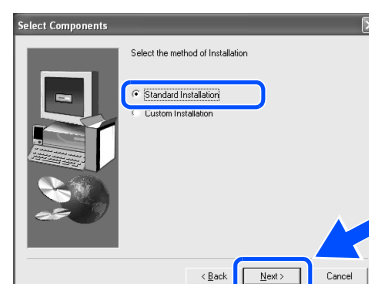 Select Components
Select the method of Installation
Standard Installation
Custom Installation
< Back
Next >
Cancel